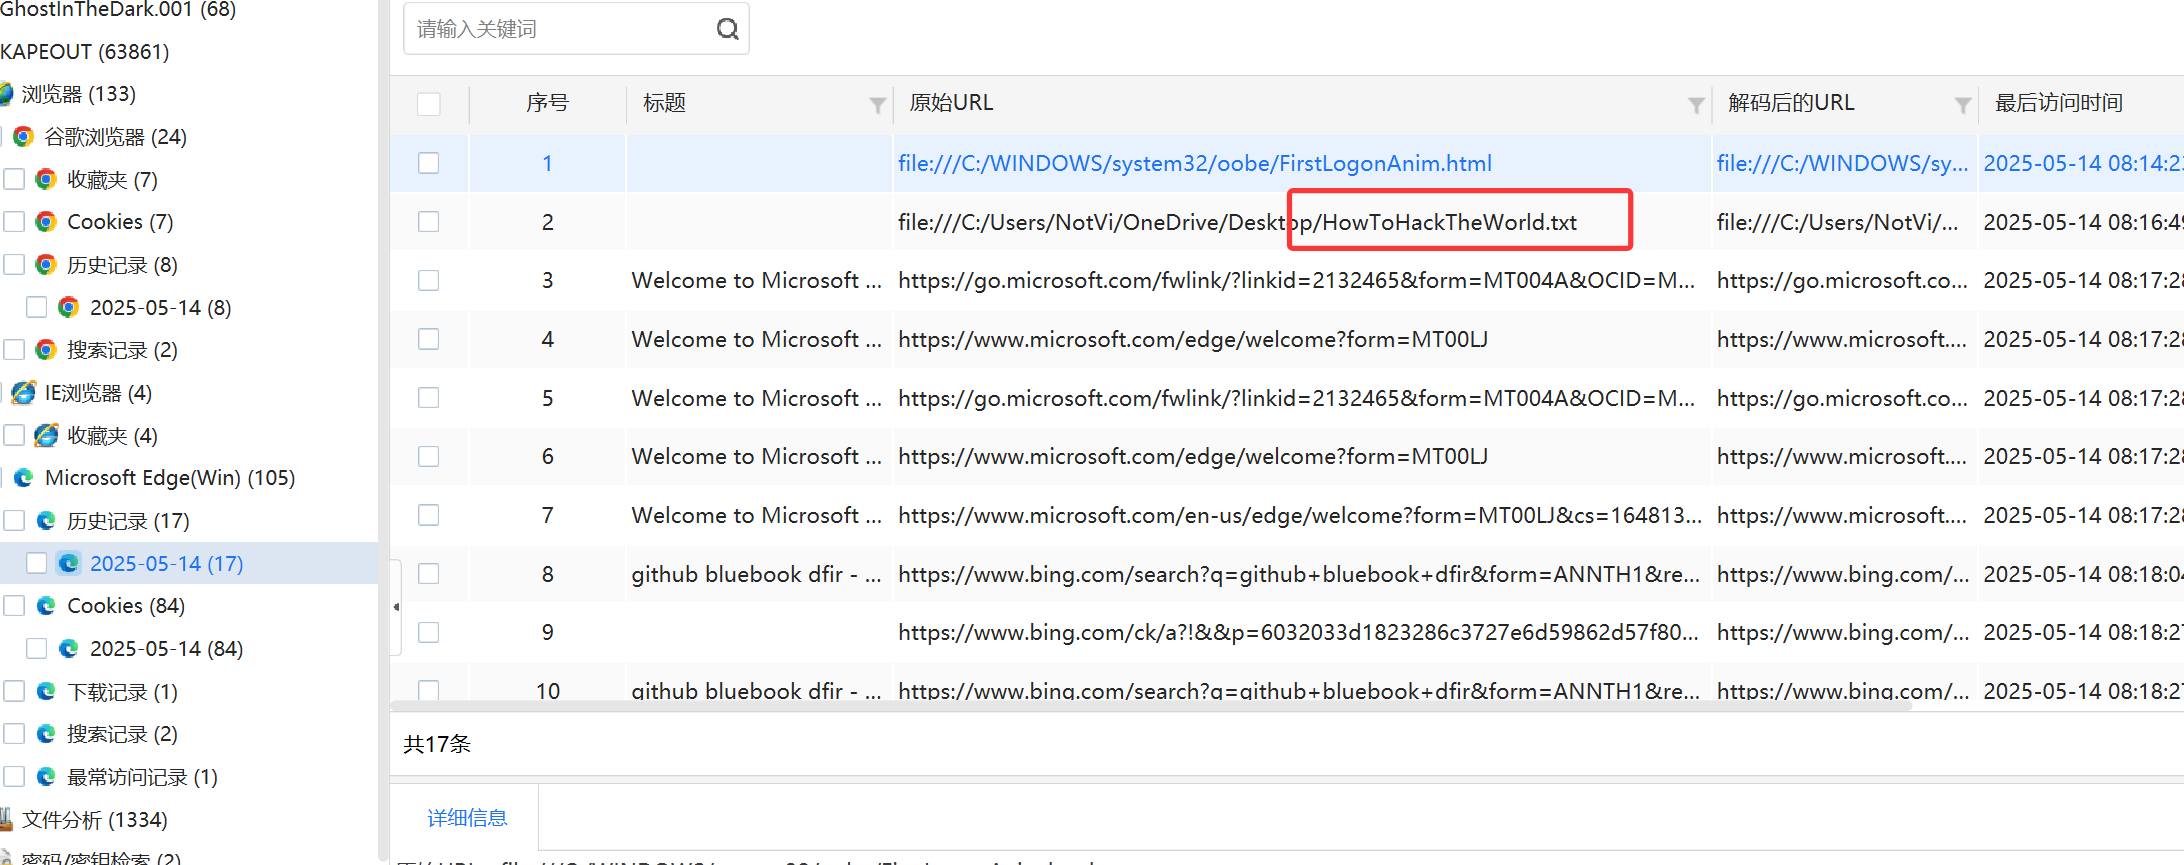 GhostInTheDark.001 (68)
KAPEOUT (63861)
浏览器 (133)
谷歌浏览器 (24)
收藏夹 (7)
Cookies (7)
历史记录 (8)
2025-05-14 (8)
搜索记录 (2)
IE浏览器 (4)
收藏夹 (4)
Microsoft Edge(Win) (105)
历史记录 (17)
2025-05-14 (17)
Cookies (84)
2025-05-14 (84)
下载记录 (1)
搜索记录 (2)
最常访问记录 (1)
文件分析 (1334)
密码/密钥检索 (2)
请输入关键词
序号 标题 原始URL 解码后的URL 最后访问时间
1 file:///C:/WINDOWS/system32/oobe/FirstLogonAnim.html file:///C:/WINDOWS/sy... 2025-05-14 08:14:2
2 file:///C:/Users/NotVi/OneDrive/Desktop/HowToHackTheWorld.txt file:///C:/Users/NotVi/... 2025-05-14 08:16:49
3 Welcome to Microsoft ... https://go.microsoft.com/fwlink/?linkid=2132465&form=MT004A&OCID=M... https://go.microsoft.co... 2025-05-14 08:17:28
4 Welcome to Microsoft ... https://www.microsoft.com/edge/welcome?form=MT00LJ https://www.microsoft.... 2025-05-14 08:17:28
5 Welcome to Microsoft ... https://go.microsoft.com/fwlink/?linkid=2132465&form=MT004A&OCID=M... https://go.microsoft.co... 2025-05-14 08:17:28
6 Welcome to Microsoft ... https://www.microsoft.com/edge/welcome?form=MT00LJ https://www.microsoft.... 2025-05-14 08:17:28
7 Welcome to Microsoft ... https://www.microsoft.com/en-us/edge/welcome?form=MT00LJ&cs=164813... https://www.microsoft.... 2025-05-14 08:17:28
8 github bluebook dfir - ... https://www.bing.com/search?q=github+bluebook+dfir&form=ANNTH1&re... https://www.bing.com/... 2025-05-14 08:18:04
9 https://www.bing.com/ck/a?!&&p=6032033d1823286c3727e6d59862d57f80... https://www.bing.com/... 2025-05-14 08:18:27
10 github bluebook dfir - ... https://www.bing.com/search?q=github+bluebook+dfir&form=ANNTH1&re... https://www.bing.com/... 2025-05-14 08:18:27
共17条
详细信息